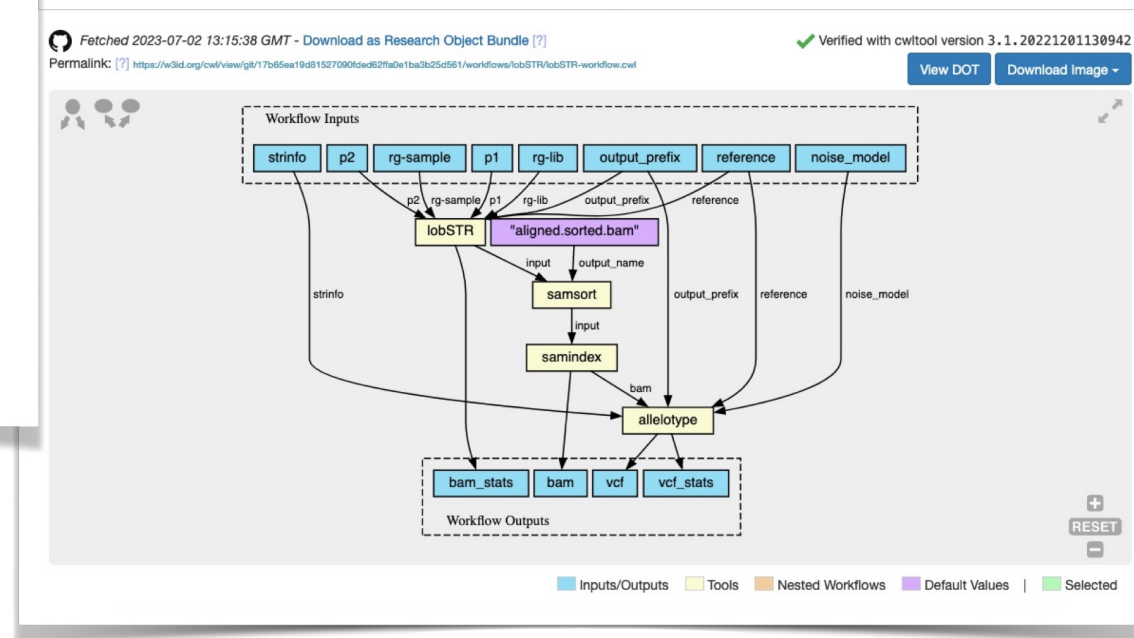 Fetched 2023-07-02 13:15:38 GMT - Download as Research Object Bundle [?]
Verified with cwltool version 3.1.20221201130942
Permalink: [?] https://w3id.org/cwl/view/git/17b65ea19d81527090fded62ffa0e1ba3b25d561/workflows/lobSTR/lobSTR-workflow.cwl
View DOT
Download Image
Workflow Inputs
strinfo p2 rg-sample p1 rg-lib output_prefix reference noise_model
p2 rg-sample p1 rg-lib output_prefix reference
lobSTR "aligned.sorted.bam"
input output_name
strinfo samsort output_prefix reference noise_model
input
samindex
bam
allelotype
bam_stats bam vcf vcf_stats
Workflow Outputs
RESET
Inputs/Outputs Tools Nested Workflows Default Values | Selected